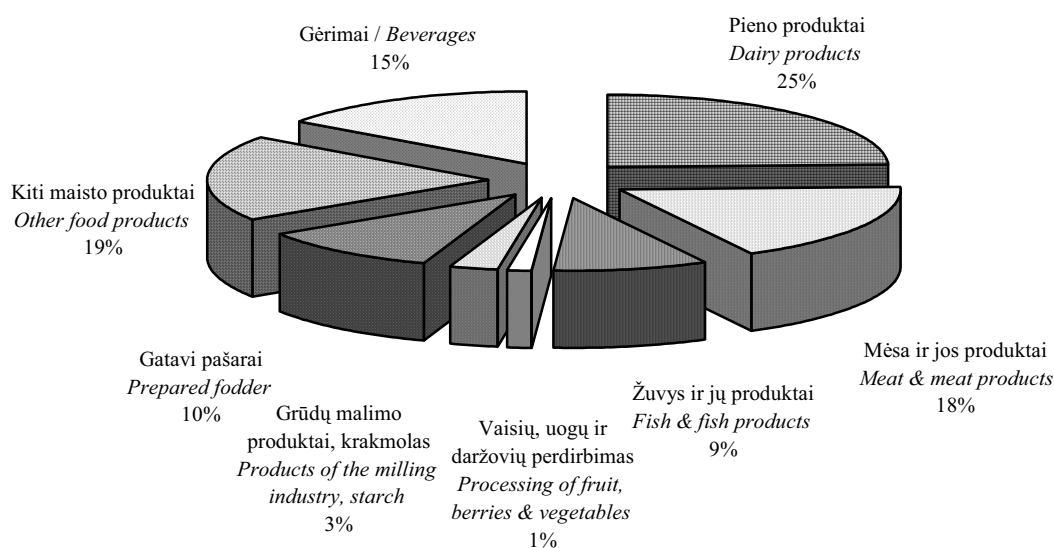 Gėrimai / Beverages
15%
Pieno produktai
Dairy products
25%
Kiti maisto produktai
Other food products
19%
Mėsa ir jos produktai
Meat & meat products
18%
Gatavi pašarai
Prepared fodder
10%
Grūdų malimo
produktai, krakmolas
Products of the milling
industry, starch
3%
Vaisių, uogų ir
daržovių perdirbimas
Processing of fruit,
berries & vegetables
1%
Žuvys ir jų produktai
Fish & fish products
9%